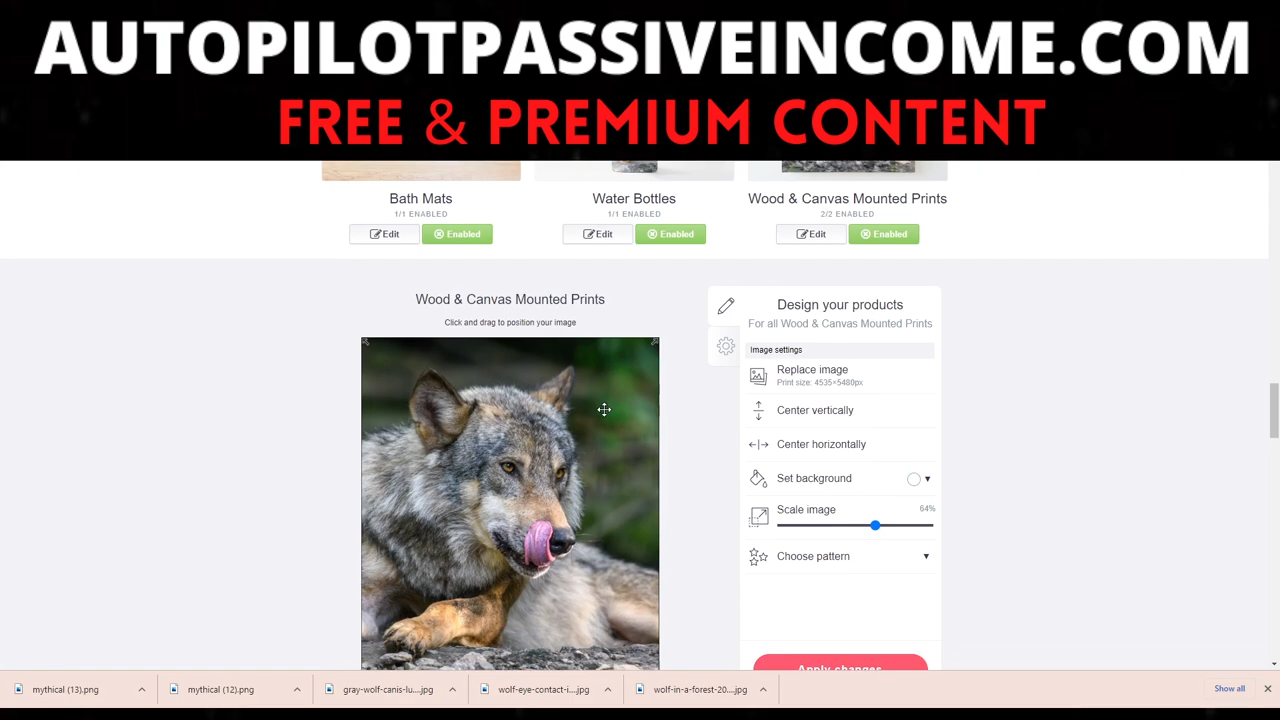 AUTOPILOTPASSIVEINCOME.COM
FREE & PREMIUM CONTENT
Bath Mats
1/1 ENABLED
Edit
Enabled
Water Bottles
1/1 ENABLED
Edit
Enabled
Wood & Canvas Mounted Prints
2/2 ENABLED
Edit
Enabled
Wood & Canvas Mounted Prints
Click and drag to position your image
Design your products
For all Wood & Canvas Mounted Prints
Image settings
Replace image
Print size: 4535×5480px
Center vertically
Center horizontally
Set background
Scale image 64%
Choose pattern
Apply changes
mythical (13).png
mythical (12).png
gray-wolf-canis-lu....jpg
wolf-eye-contact-i....jpg
wolf-in-a-forest-20....jpg
Show all